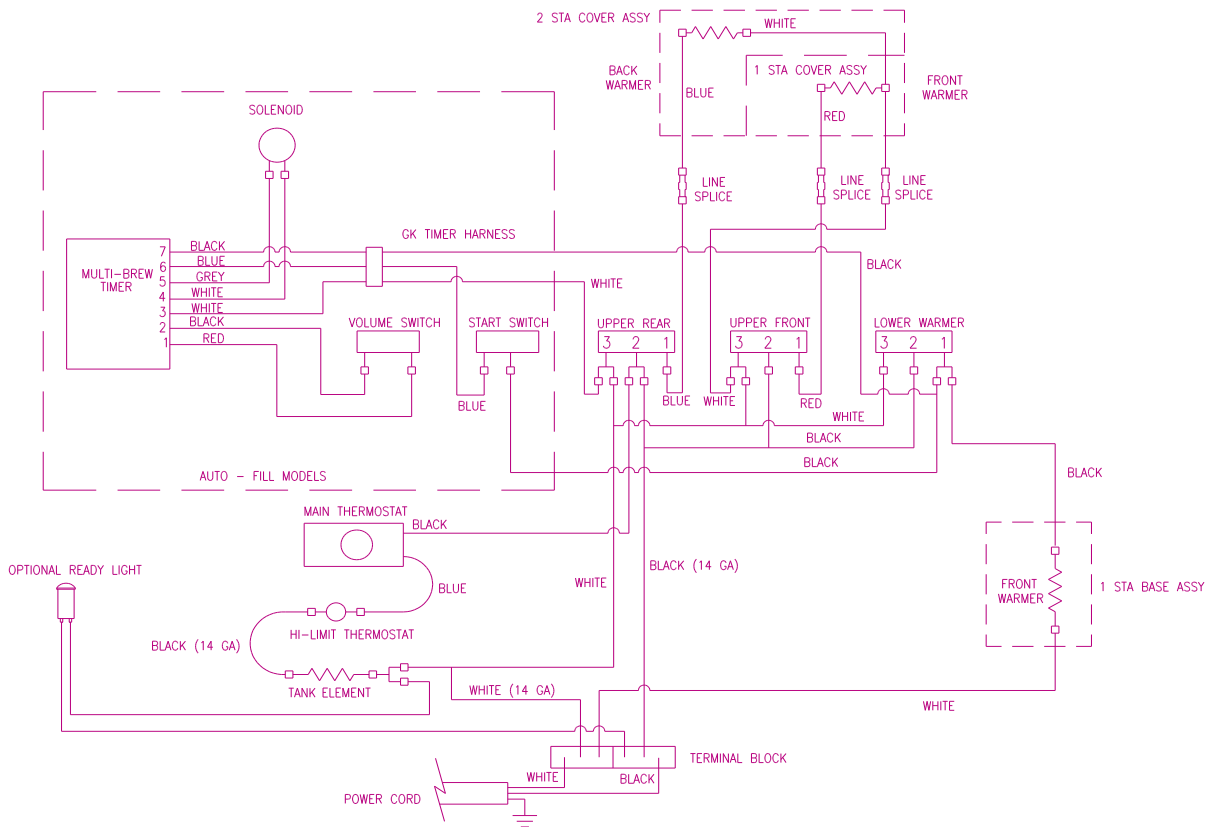 2 STA COVER ASSY
WHITE
BACK
WARMER
1 STA COVER ASSY
FRONT
WARMER
BLUE
RED
SOLENOID
LINE
SPLICE
LINE
SPLICE
LINE
SPLICE
GK TIMER HARNESS
MULTI-BREW
TIMER
7 BLACK
6 BLUE
5 GREY
4 WHITE
3 WHITE
2 BLACK
1 RED
BLACK
WHITE
VOLUME SWITCH
START SWITCH
UPPER REAR
3 2 1
UPPER FRONT
3 2 1
LOWER WARMER
3 2 1
BLUE
BLUE
WHITE
RED
WHITE
BLACK
BLACK
BLACK
AUTO - FILL MODELS
MAIN THERMOSTAT
BLACK
BLUE
HI-LIMIT THERMOSTAT
BLACK (14 GA)
TANK ELEMENT
OPTIONAL READY LIGHT
WHITE
BLACK (14 GA)
FRONT
WARMER
1 STA BASE ASSY
WHITE (14 GA)
WHITE
TERMINAL BLOCK
WHITE
BLACK
POWER CORD